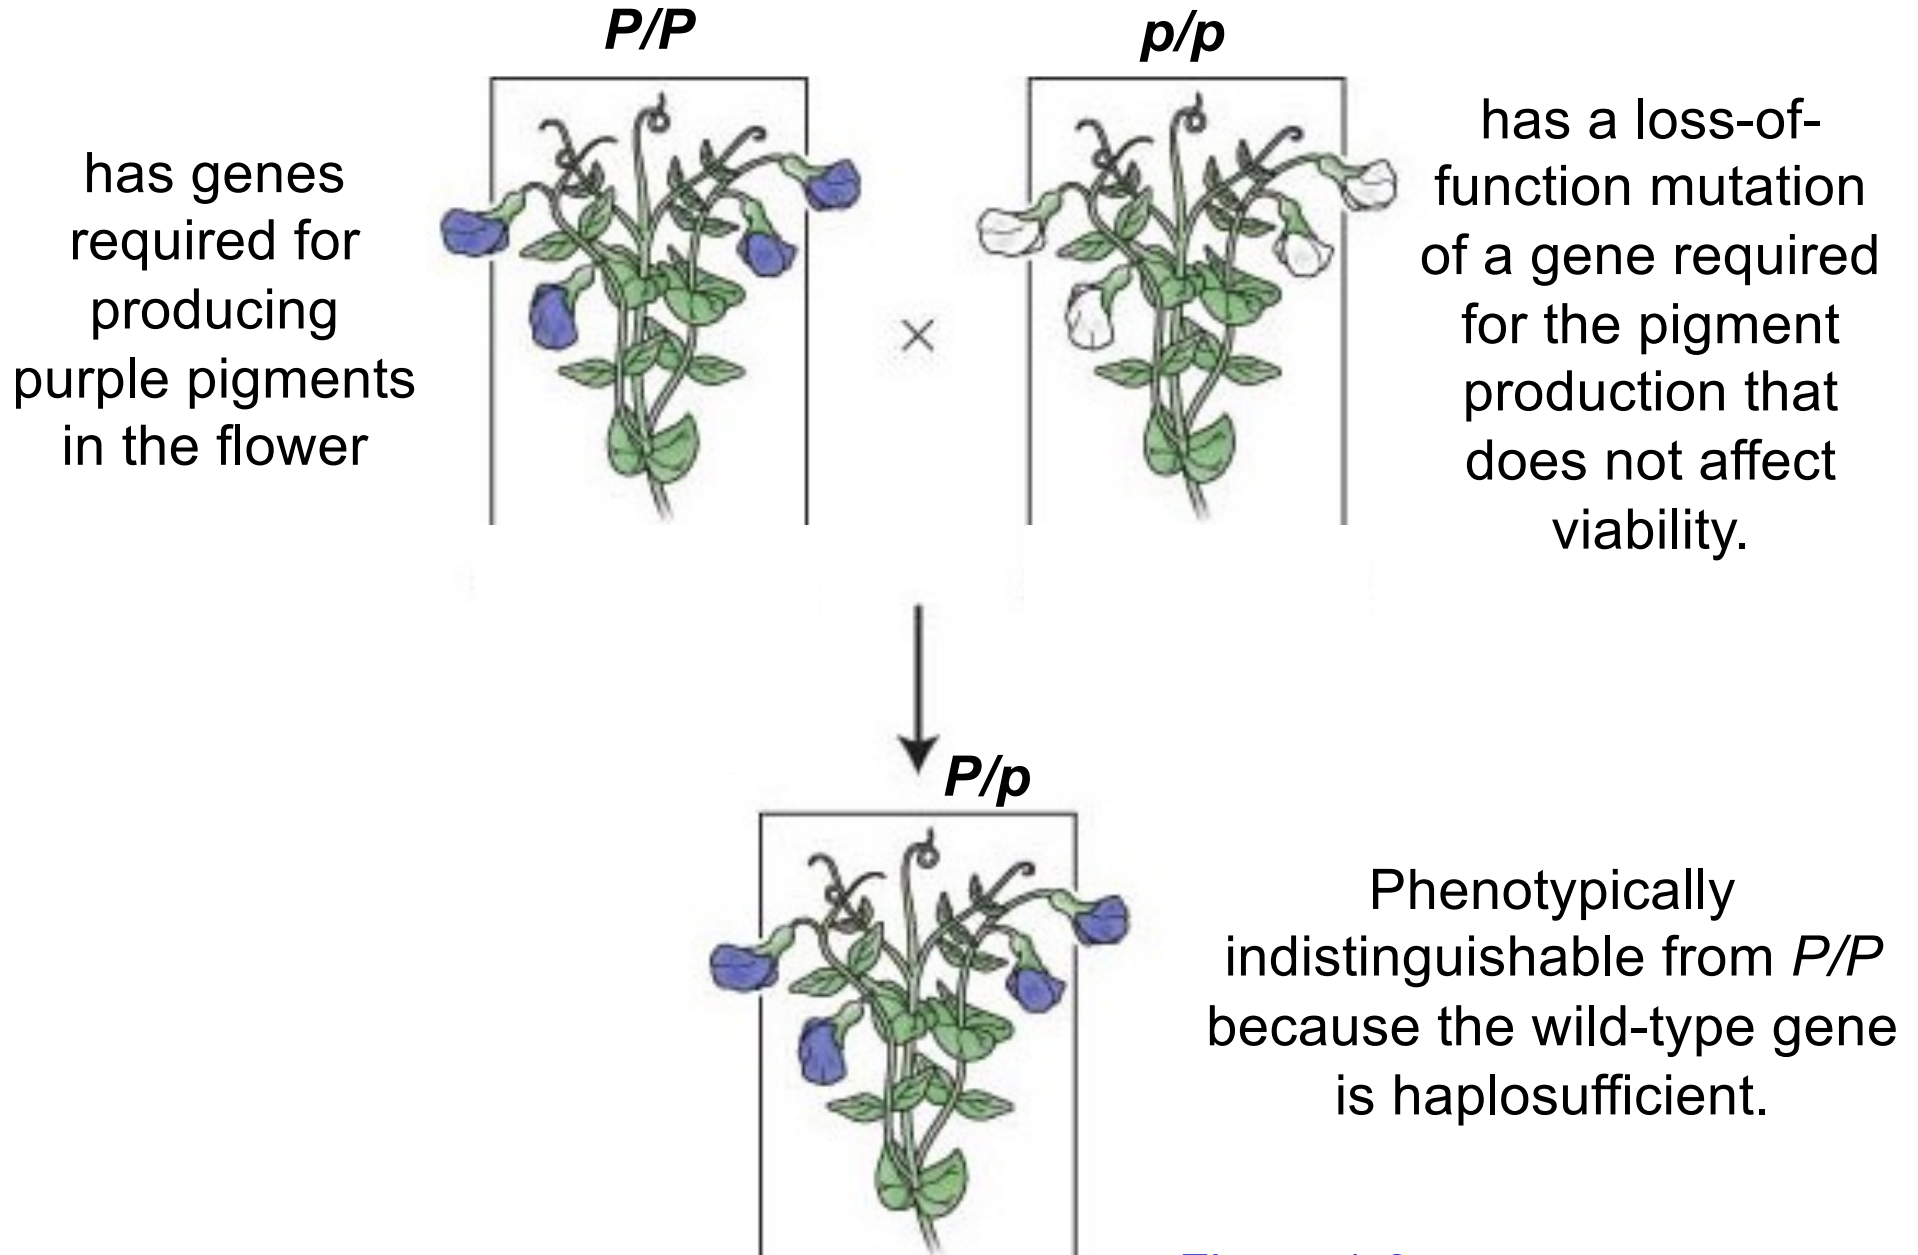 P/P
p/p
has genes
required for
producing
purple pigments
in the flower
×
has a loss-of-
function mutation
of a gene required
for the pigment
production that
does not affect
viability.
P/p
Phenotypically
indistinguishable from P/P
because the wild-type gene
is haplosufficient.